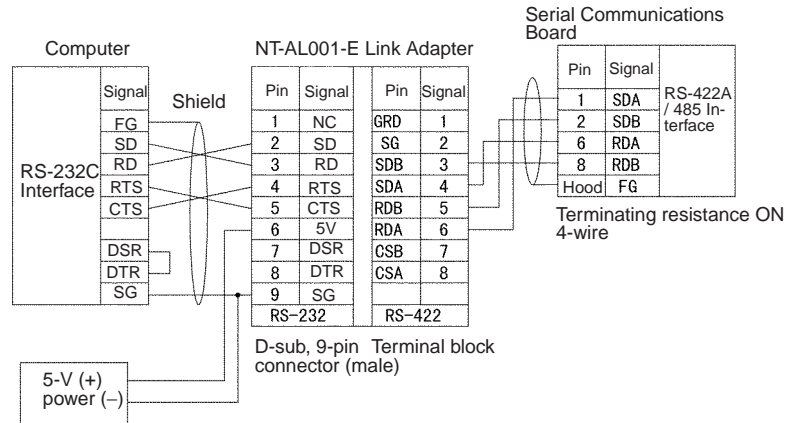 Serial Communications
Board
Computer
NT-AL001-E Link Adapter
Signal
FG
SD
RD
RTS
CTS
DSR
DTR
SG
RS-232C
Interface
Shield
Pin Signal
1 NC
2 SD
3 RD
4 RTS
5 CTS
6 5V
7 DSR
8 DTR
9 SG
RS-232
Pin Signal
GRD 1
SG 2
SDB 3
SDA 4
RDB 5
RDA 6
CSB 7
CSA 8
RS-422
Pin Signal
1 SDA
2 SDB
6 RDA
8 RDB
Hood FG
RS-422A
/ 485 In-
terface
Terminating resistance ON
4-wire
D-sub, 9-pin
connector (male)
Terminal block
5-V (+)
power (–)